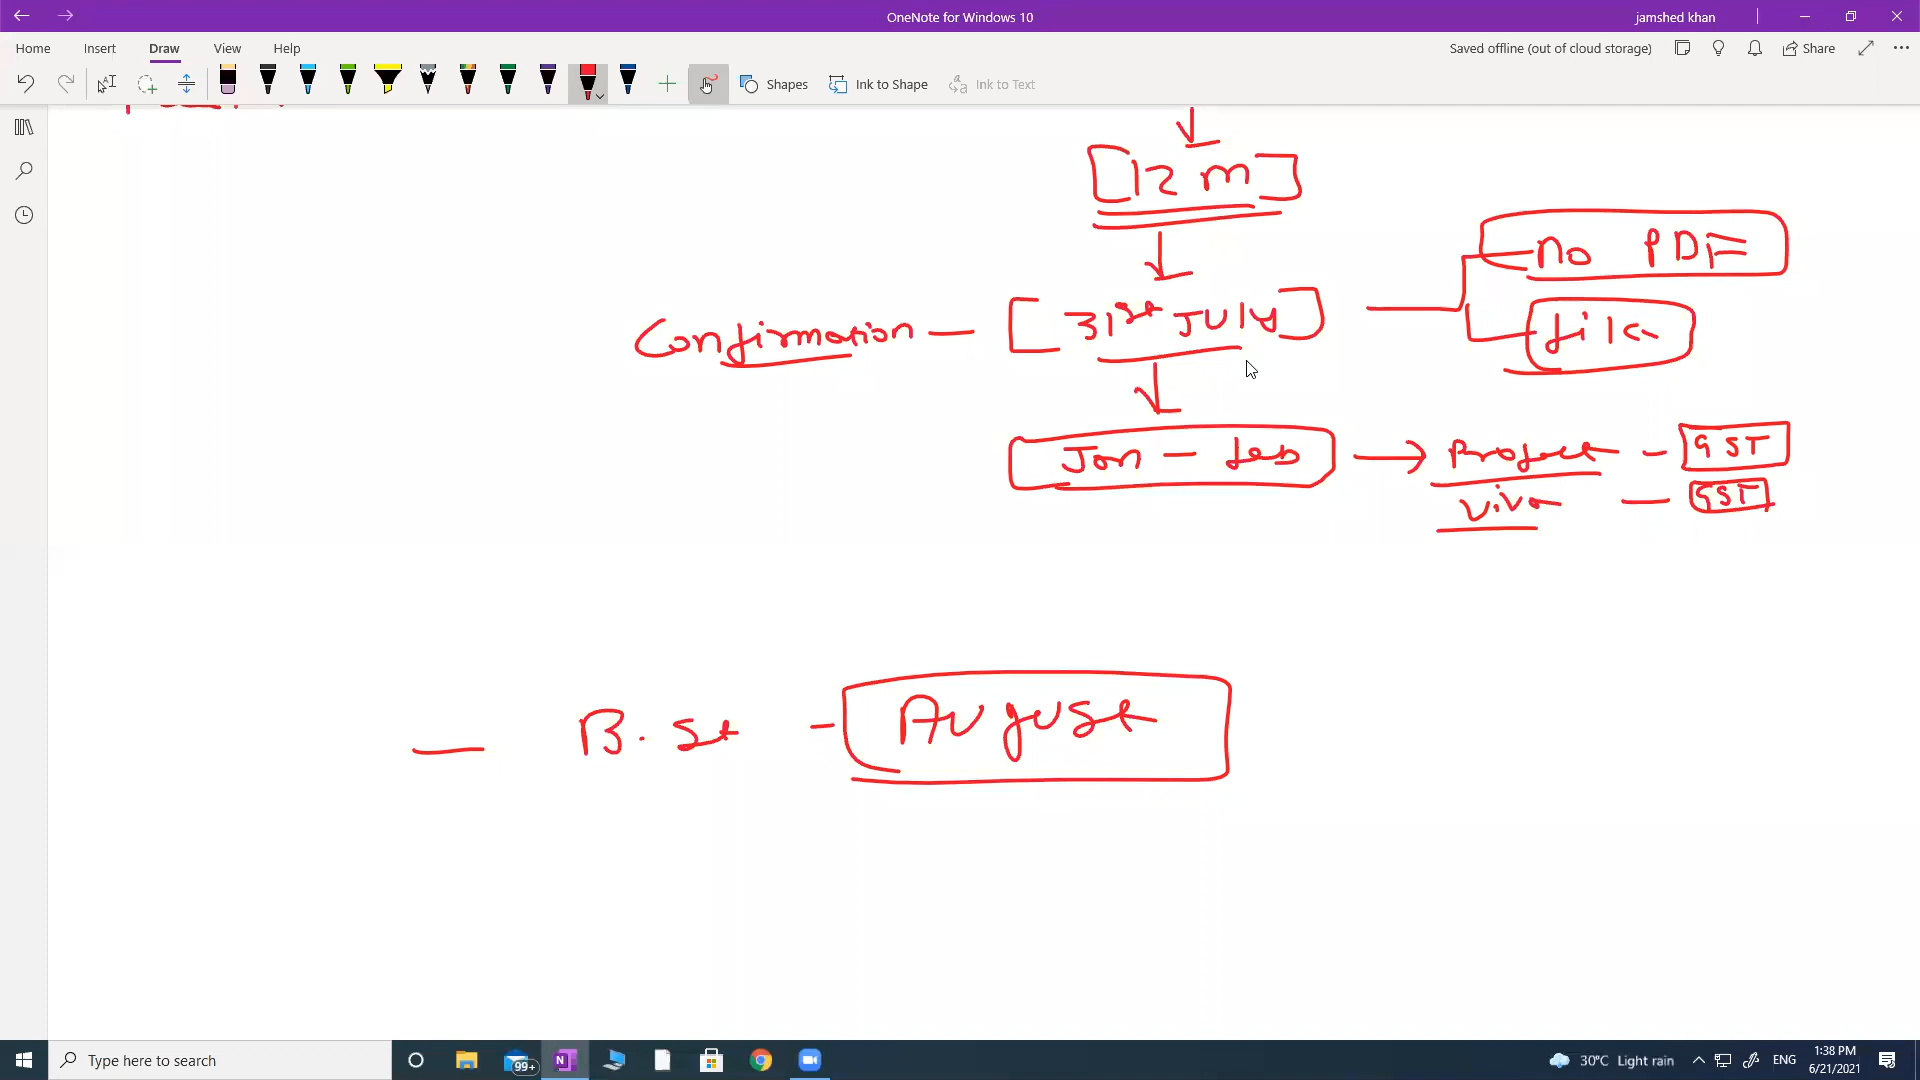 OneNote for Windows 10
jamshed khan
Home Insert Draw View Help
Saved offline (out of cloud storage)
Share
Shapes
Ink to Shape
Ink to Text
[12 m]
no PDF
Confirmation — [31st JULY]
file
Jan - Feb → Project - GST
Viva — GST
— B. St - AUgUSt
Type here to search
99+
30°C Light rain
ENG
1:38 PM
6/21/2021